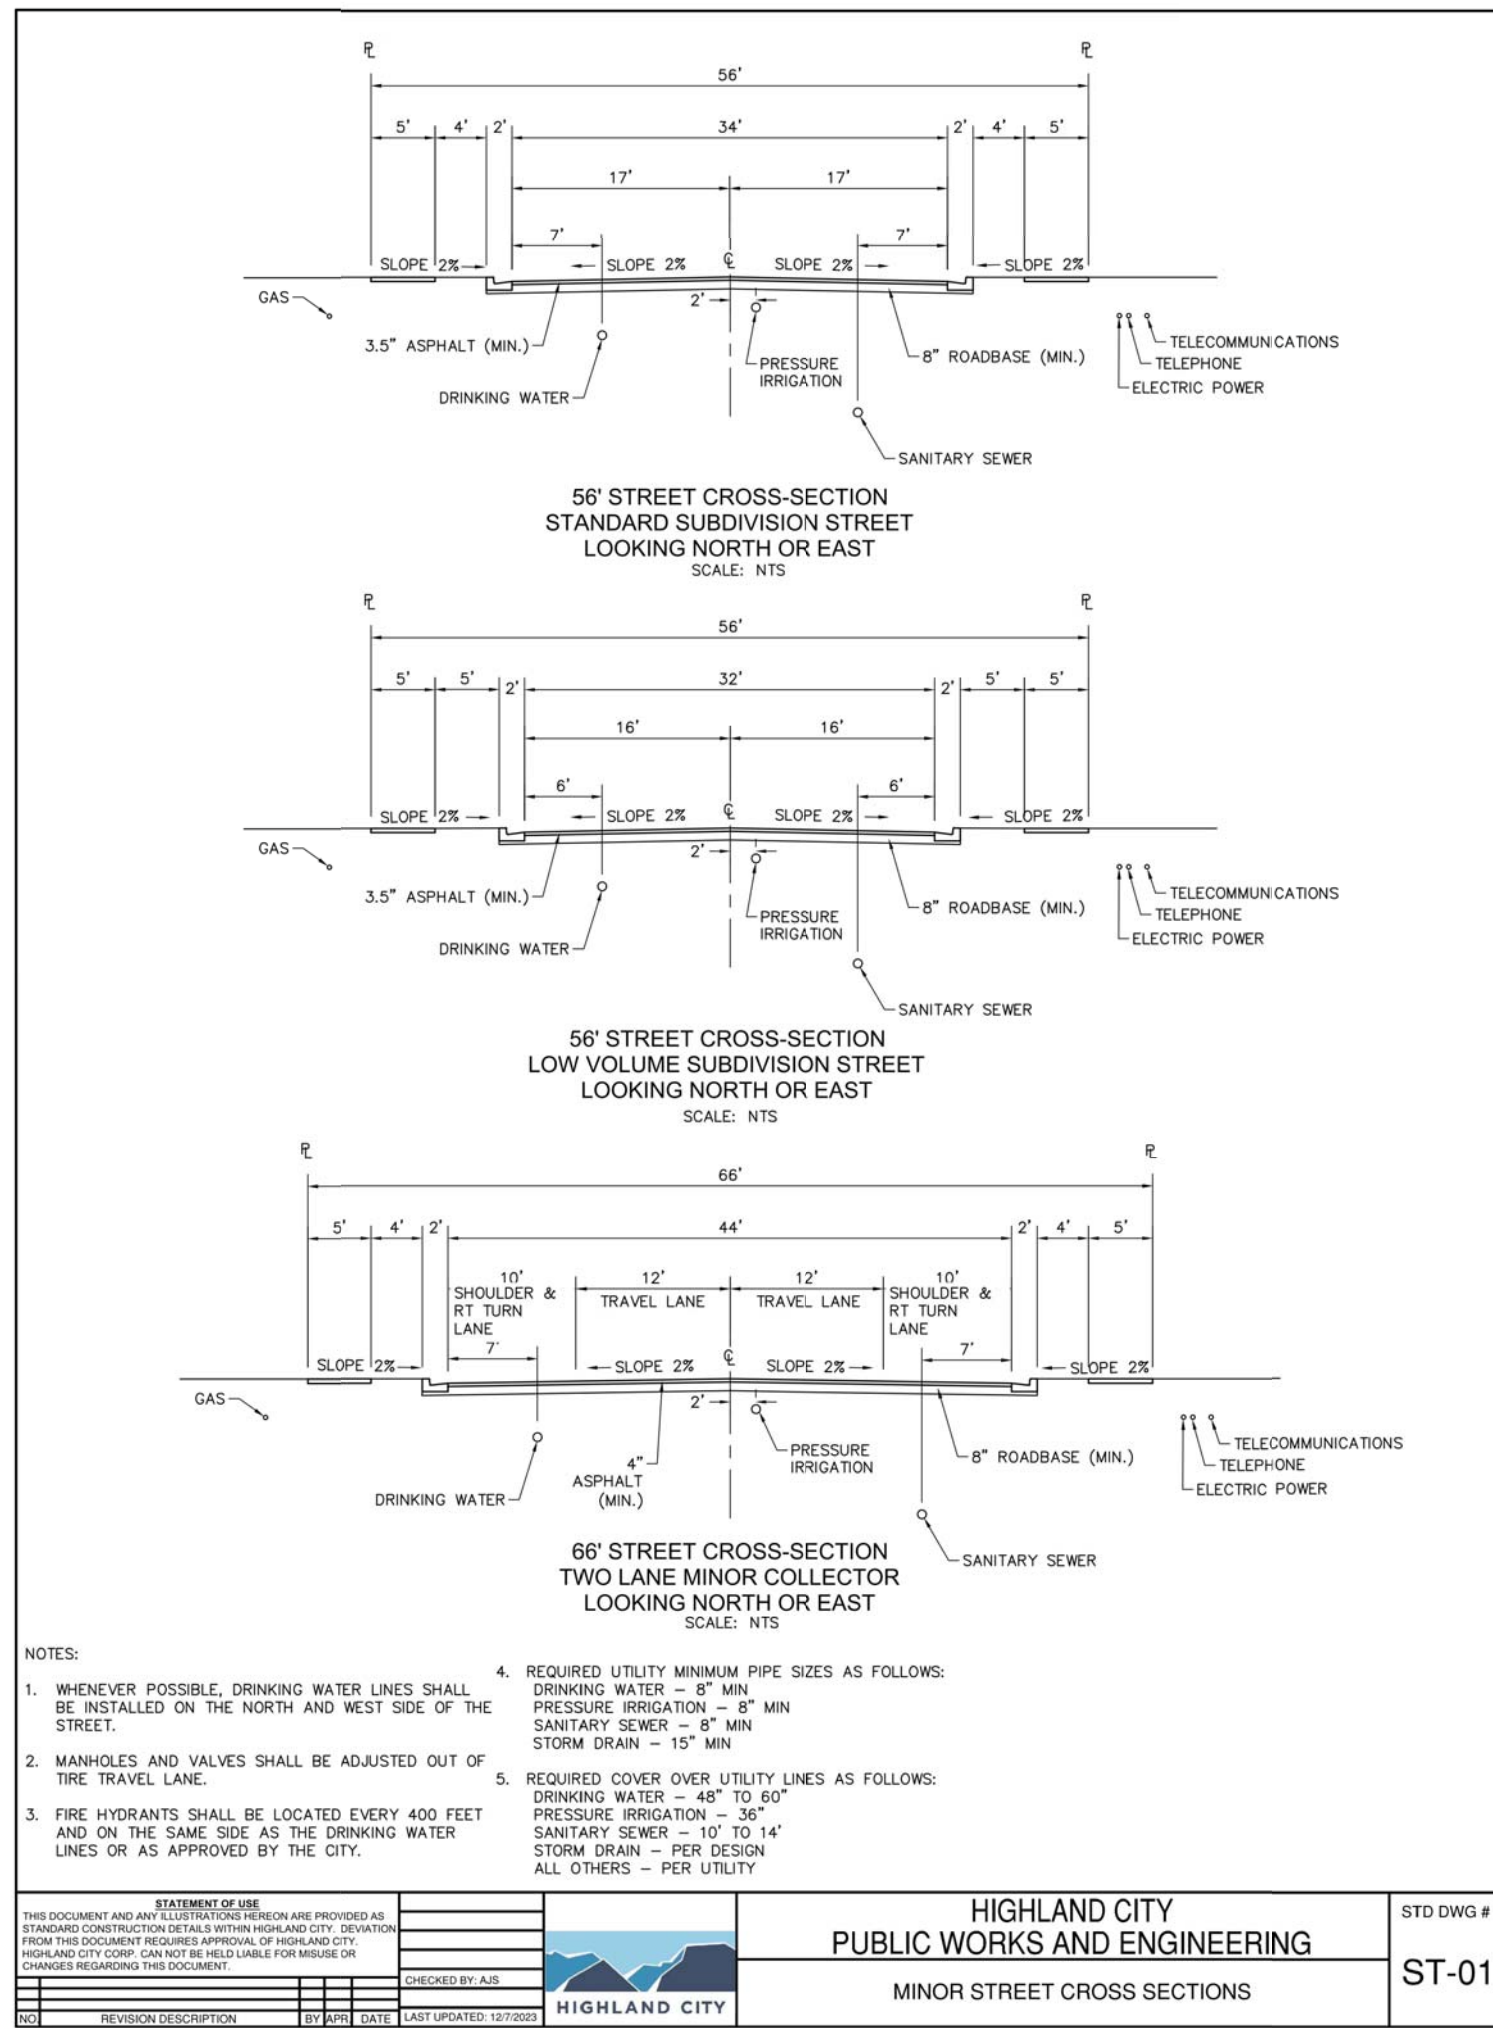 ℄ ℄
56'
5' 4' 2' 34' 2' 4' 5'
17' 17'
7' 7'
SLOPE 2% SLOPE 2% ℄ SLOPE 2% SLOPE 2%
GAS
2'
3.5" ASPHALT (MIN.)
DRINKING WATER
PRESSURE
IRRIGATION
8" ROADBASE (MIN.)
SANITARY SEWER
TELECOMMUNICATIONS
TELEPHONE
ELECTRIC POWER
56' STREET CROSS-SECTION
STANDARD SUBDIVISION STREET
LOOKING NORTH OR EAST
SCALE: NTS
PL PL
56'
5' 5' 2' 32' 2' 5' 5'
16' 16'
6' 6'
SLOPE 2% SLOPE 2% ℄ SLOPE 2% SLOPE 2%
GAS
2'
3.5" ASPHALT (MIN.)
DRINKING WATER
PRESSURE
IRRIGATION
8" ROADBASE (MIN.)
SANITARY SEWER
TELECOMMUNICATIONS
TELEPHONE
ELECTRIC POWER
56' STREET CROSS-SECTION
LOW VOLUME SUBDIVISION STREET
LOOKING NORTH OR EAST
SCALE: NTS
PL PL
66'
5' 4' 2' 44' 2' 4' 5'
10' 12' 12' 10'
SHOULDER &
RT TURN
LANE
TRAVEL LANE TRAVEL LANE
SHOULDER &
RT TURN
LANE
7' 7'
SLOPE 2% SLOPE 2% ℄ SLOPE 2% SLOPE 2%
GAS
2'
DRINKING WATER
4"
ASPHALT
(MIN.)
PRESSURE
IRRIGATION
8" ROADBASE (MIN.)
SANITARY SEWER
TELECOMMUNICATIONS
TELEPHONE
ELECTRIC POWER
66' STREET CROSS-SECTION
TWO LANE MINOR COLLECTOR
LOOKING NORTH OR EAST
SCALE: NTS
NOTES:
1. WHENEVER POSSIBLE, DRINKING WATER LINES SHALL
BE INSTALLED ON THE NORTH AND WEST SIDE OF THE
STREET.
2. MANHOLES AND VALVES SHALL BE ADJUSTED OUT OF
TIRE TRAVEL LANE.
3. FIRE HYDRANTS SHALL BE LOCATED EVERY 400 FEET
AND ON THE SAME SIDE AS THE DRINKING WATER
LINES OR AS APPROVED BY THE CITY.
4. REQUIRED UTILITY MINIMUM PIPE SIZES AS FOLLOWS:
DRINKING WATER – 8" MIN
PRESSURE IRRIGATION – 8" MIN
SANITARY SEWER – 8" MIN
STORM DRAIN – 15" MIN
5. REQUIRED COVER OVER UTILITY LINES AS FOLLOWS:
DRINKING WATER – 48" TO 60"
PRESSURE IRRIGATION – 36"
SANITARY SEWER – 10' TO 14'
STORM DRAIN – PER DESIGN
ALL OTHERS – PER UTILITY
STATEMENT OF USE
THIS DOCUMENT AND ANY ILLUSTRATIONS HEREON ARE PROVIDED AS
STANDARD CONSTRUCTION DETAILS WITHIN HIGHLAND CITY. DEVIATION
FROM THIS DOCUMENT REQUIRES APPROVAL OF HIGHLAND CITY.
HIGHLAND CITY CORP. CAN NOT BE HELD LIABLE FOR MISUSE OR
CHANGES REGARDING THIS DOCUMENT.
NO. REVISION DESCRIPTION BY APR. DATE
CHECKED BY: AJS
LAST UPDATED: 12/7/2023
HIGHLAND CITY
HIGHLAND CITY
PUBLIC WORKS AND ENGINEERING
MINOR STREET CROSS SECTIONS
STD DWG #
ST-01